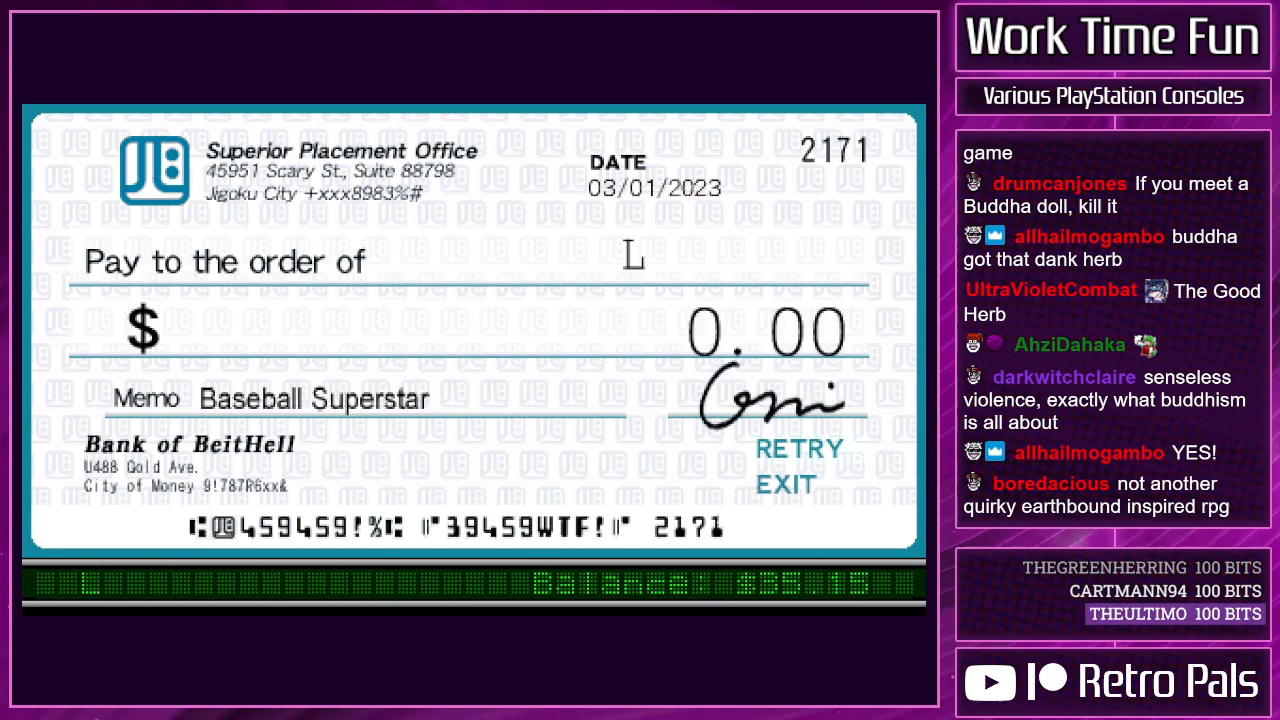 Superior Placement Office
45951 Scary St., Suite 88798
Jigoku City +xxx8983%#
DATE
03/01/2023
2171
Pay to the order of L
$ 0.00
Memo Baseball Superstar
Bank of BeitHell
U488 Gold Ave.
City of Money 9!787R6xx&
RETRY
EXIT
459459!% "39459WTF!" 2171
L Balance: $35.15
Work Time Fun
Various PlayStation Consoles
game
drumcanjones If you meet a
Buddha doll, kill it
allhailmogambo buddha
got that dank herb
UltraVioletCombat The Good
Herb
AhziDahaka
darkwitchclaire senseless
violence, exactly what buddhism
is all about
allhailmogambo YES!
boredacious not another
quirky earthbound inspired rpg
THEGREENHERRING 100 BITS
CARTMANN94 100 BITS
THEULTIMO 100 BITS
Retro Pals